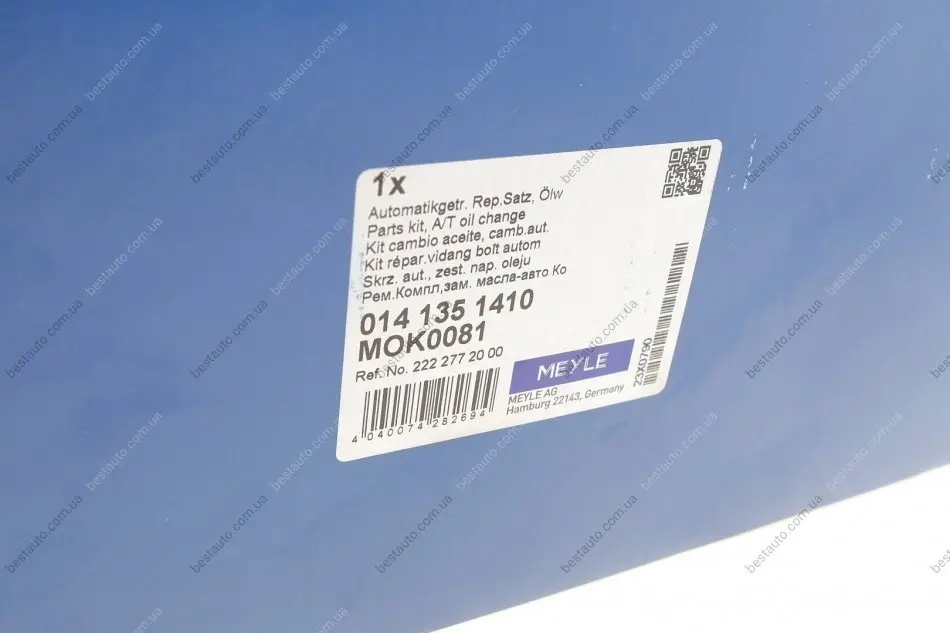 1x
Automatikgetr. Rep.Satz, Ölw
Parts kit, A/T oil change
Kit cambio aceite, camb.aut.
Kit répar.vidang boît autom
Skrz. aut., zest. nap. oleju
Рем.Компл,зам. масла-авто Ко
014 135 1410
MOK0081
Ref. No. 222 277 20 00
MEYLE
MEYLE AG
Hamburg 22143, Germany
4 040074 282694
23X0790
bestauto.com.ua